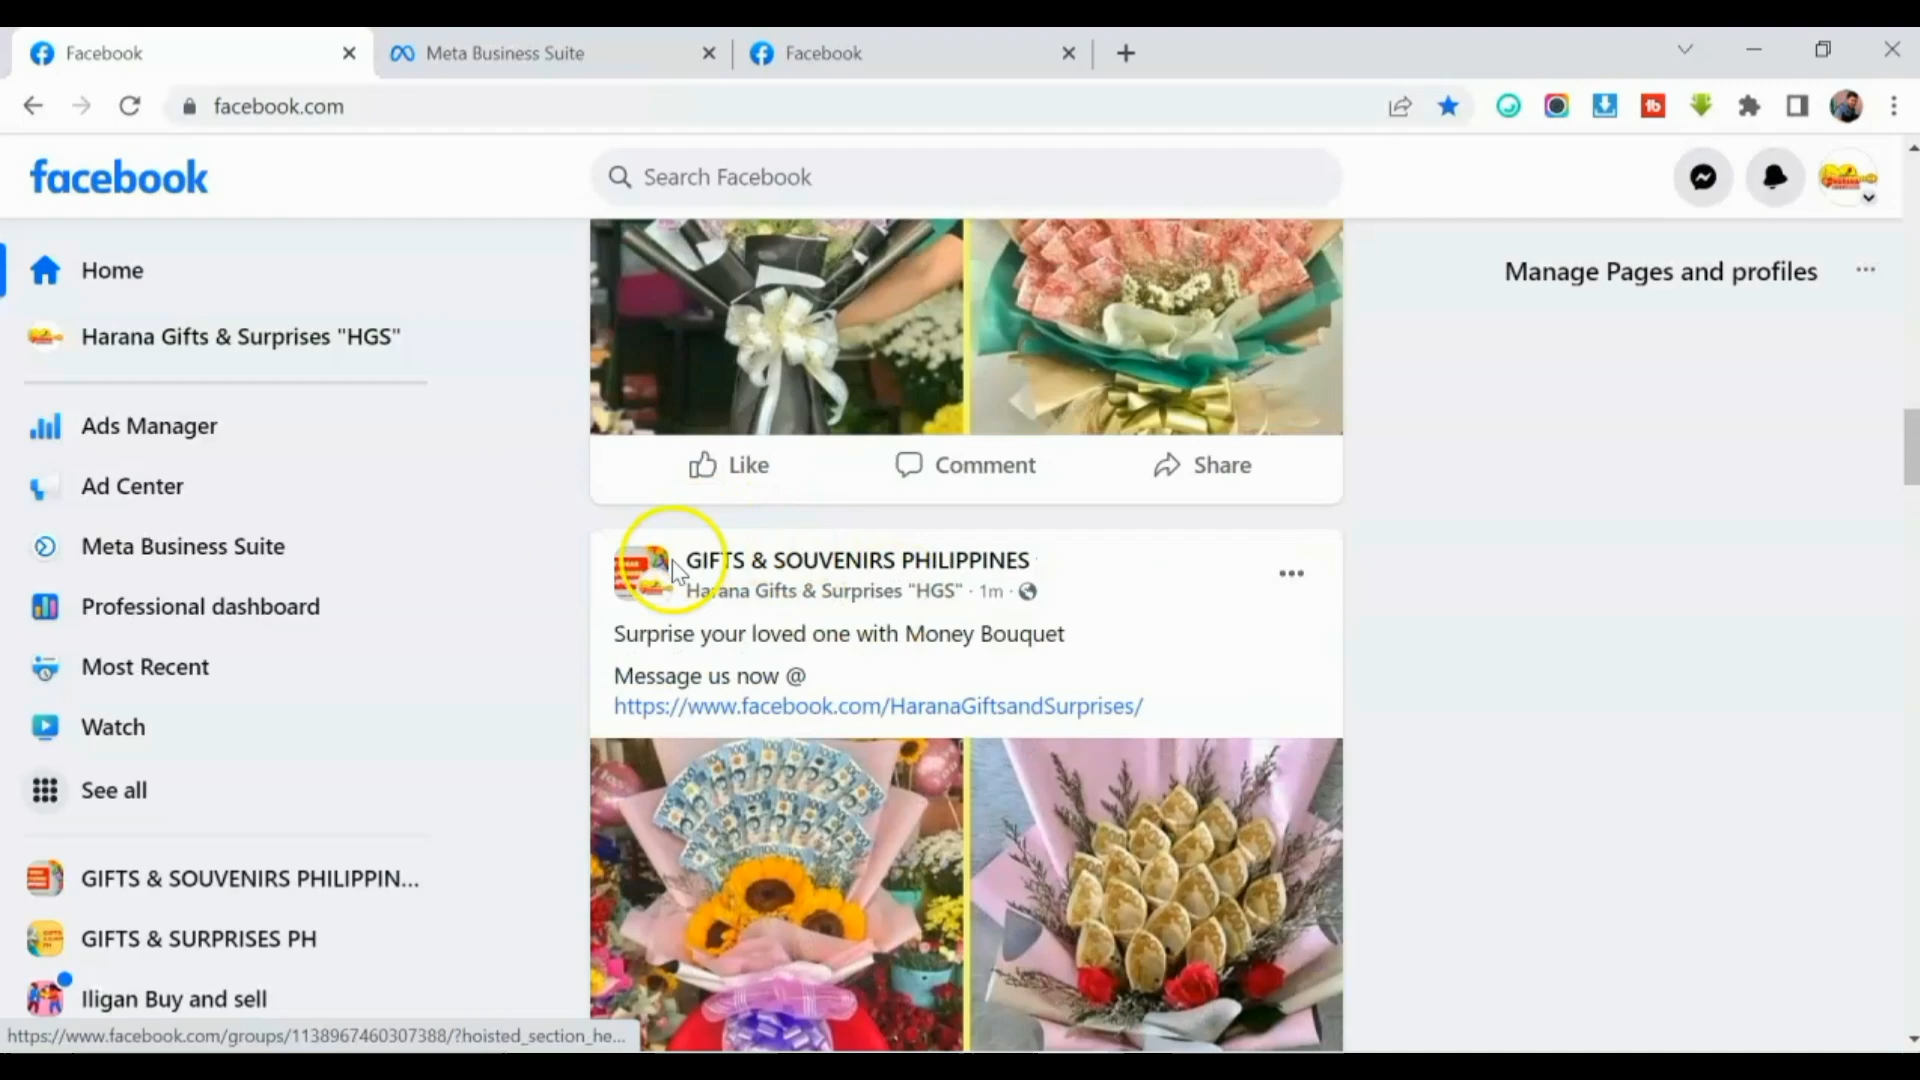 Facebook
Meta Business Suite
Facebook
facebook.com
facebook
Search Facebook
Home
Harana Gifts & Surprises "HGS"
Ads Manager
Ad Center
Meta Business Suite
Professional dashboard
Most Recent
Watch
See all
GIFTS & SOUVENIRS PHILIPPIN...
GIFTS & SURPRISES PH
Iligan Buy and sell
https://www.facebook.com/groups/1138967460307388/?hoisted_section_he...
Like
Comment
Share
GIFTS & SOUVENIRS PHILIPPINES
Harana Gifts & Surprises "HGS" · 1m ·
Surprise your loved one with Money Bouquet
Message us now @
https://www.facebook.com/HaranaGiftsandSurprises/
Manage Pages and profiles